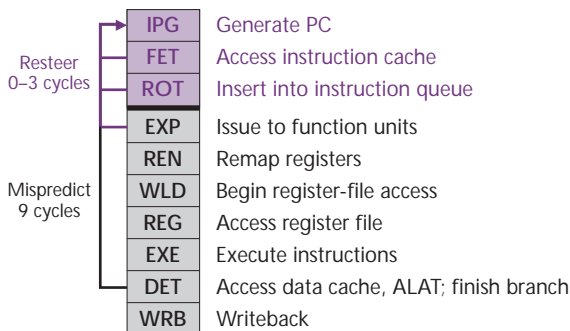 IPG Generate PC
FET Access instruction cache
Resteer
0–3 cycles
ROT Insert into instruction queue
EXP Issue to function units
REN Remap registers
Mispredict
9 cycles
WLD Begin register-file access
REG Access register file
EXE Execute instructions
DET Access data cache, ALAT; finish branch
WRB Writeback